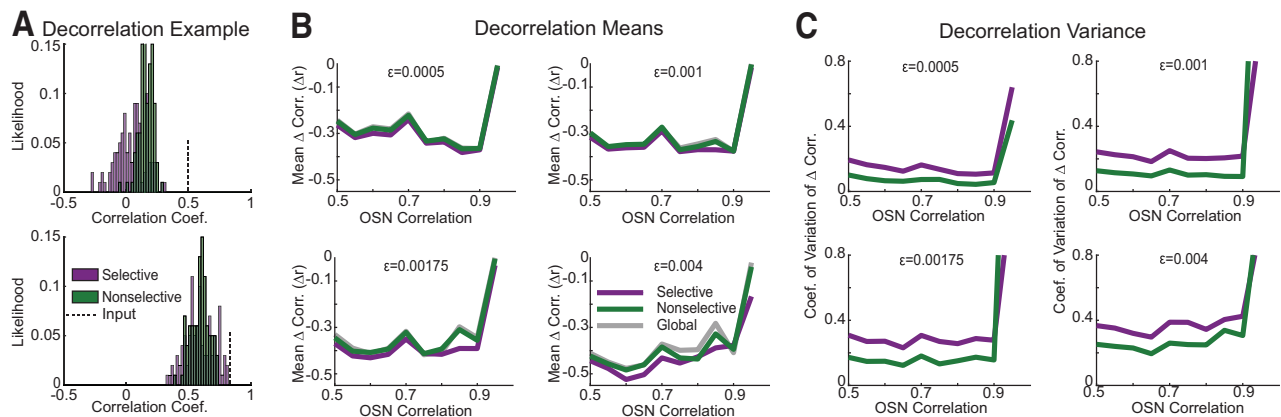 A Decorrelation Example
0.15
0.1
0.05
0
Likelihood
-0.5 0 0.5 1
Correlation Coef.
0.15
0.1
0.05
0
Likelihood
Selective
Nonselective
Input
-0.5 0 0.5 1
Correlation Coef.
B Decorrelation Means
Mean Δ Corr. (Δr)
0
-0.1
-0.3
-0.5
ε=0.0005
0.5 0.7 0.9
OSN Correlation
Mean Δ Corr. (Δr)
0
-0.1
-0.3
-0.5
ε=0.001
0.5 0.7 0.9
OSN Correlation
Mean Δ Corr. (Δr)
0
-0.1
-0.3
-0.5
ε=0.00175
0.5 0.7 0.9
OSN Correlation
Mean Δ Corr. (Δr)
0
-0.1
-0.3
-0.5
ε=0.004
Selective
Nonselective
Global
0.5 0.7 0.9
OSN Correlation
C Decorrelation Variance
Coef. of Variation of Δ Corr.
0.8
0.4
0
ε=0.0005
0.5 0.7 0.9
OSN Correlation
Coef. of Variation of Δ Corr.
0.8
0.4
0
ε=0.001
0.5 0.7 0.9
OSN Correlation
0.8
0.4
0
ε=0.00175
0.5 0.7 0.9
OSN Correlation
0.8
0.4
0
ε=0.004
0.5 0.7 0.9
OSN Correlation